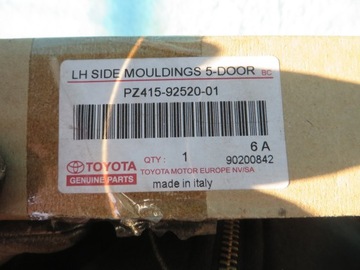 LH SIDE MOULDINGS 5-DOOR BC
PZ415-92520-01
6 A
QTY: 1 90200842
TOYOTA
GENUINE PARTS
TOYOTA MOTOR EUROPE NV/SA
made in italy